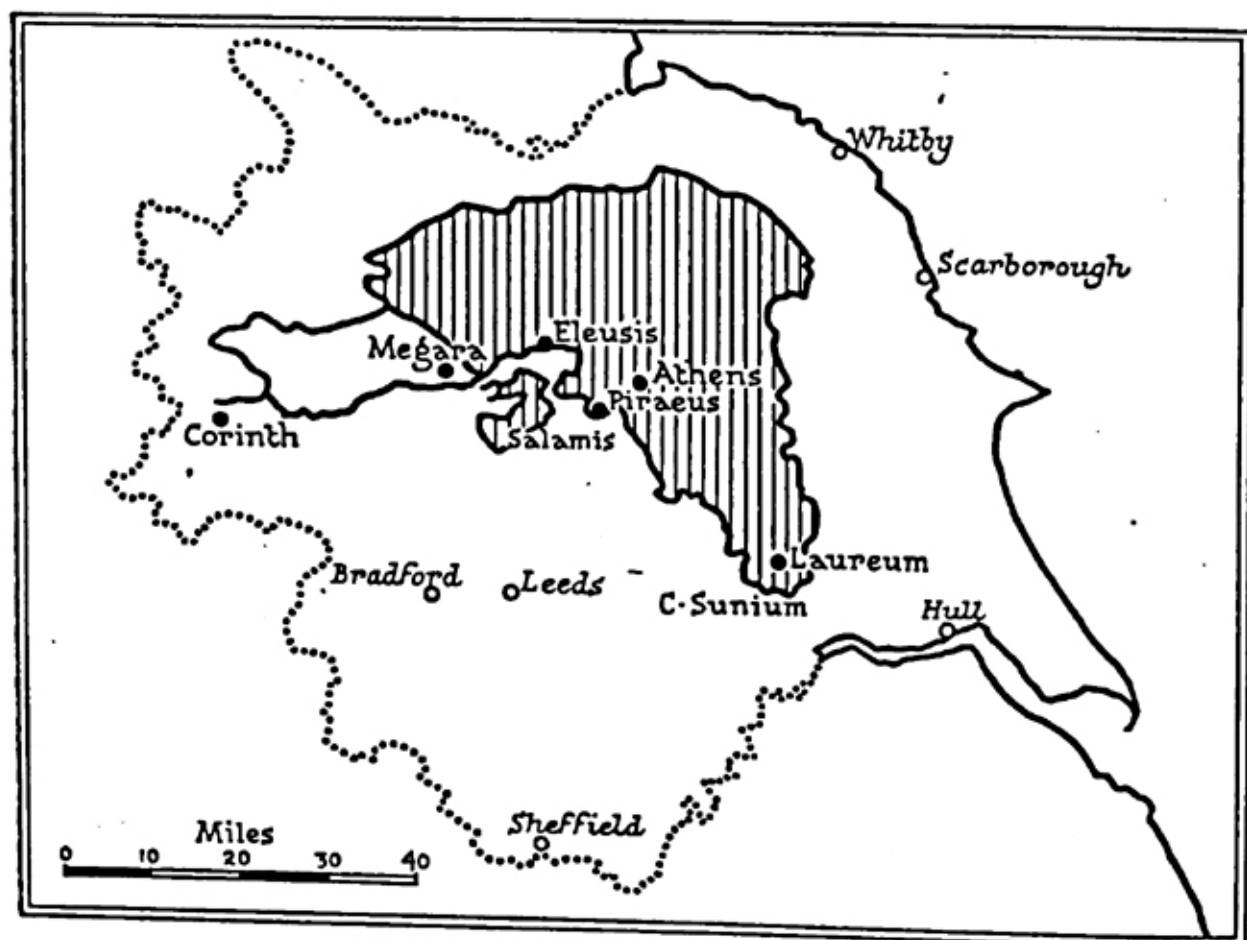 Whitby
Scarborough
Eleusis
Megara
Athens
Piraeus
Corinth
Salamis
Laureum
Bradford
Leeds
C. Sunium
Hull
Sheffield
Miles
0 10 20 30 40